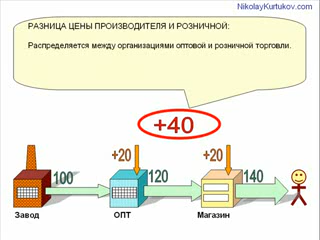 NikolayKurtukov.com
РАЗНИЦА ЦЕНЫ ПРОИЗВОДИТЕЛЯ И РОЗНИЧНОЙ:
Распределяется между организациями оптовой и розничной торговли.
+40
+20 +20
100 120 140
Завод ОПТ Магазин